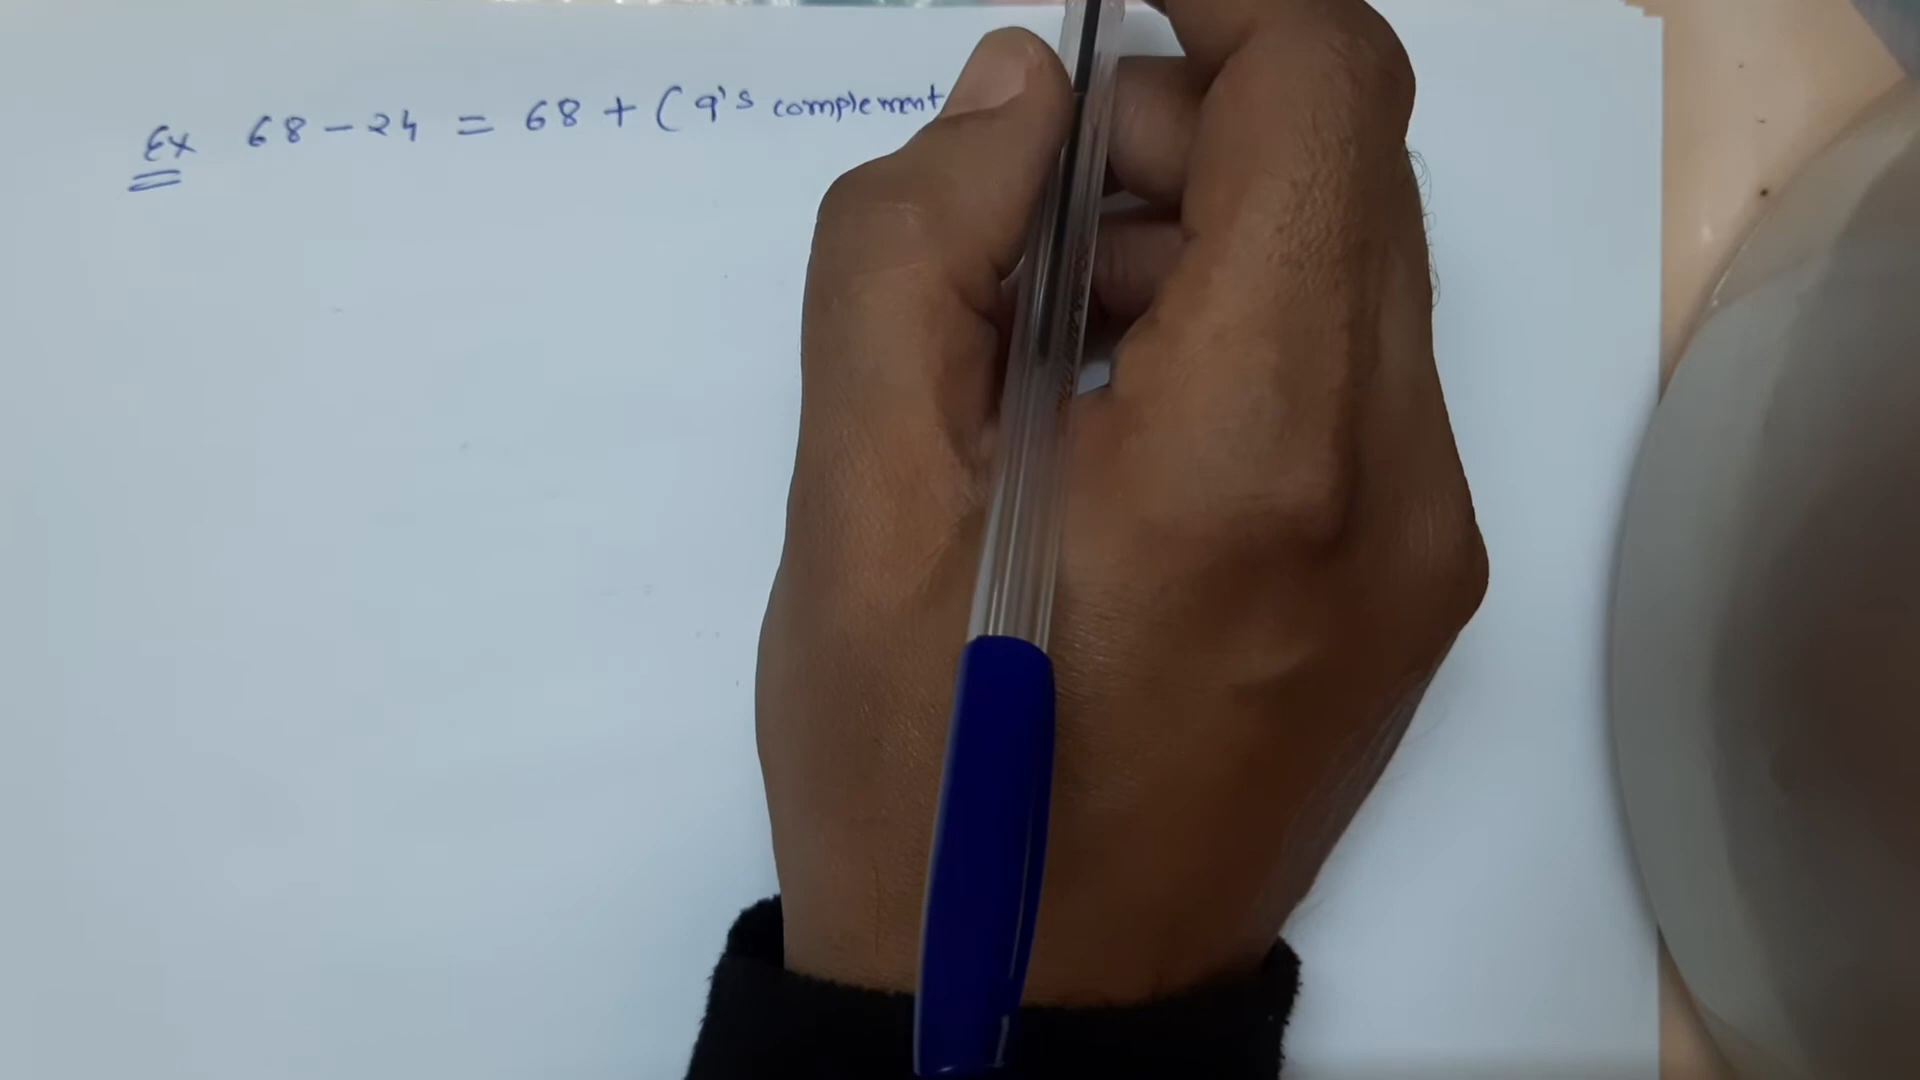 Ex 68 - 24 = 68 + ( 9's complement